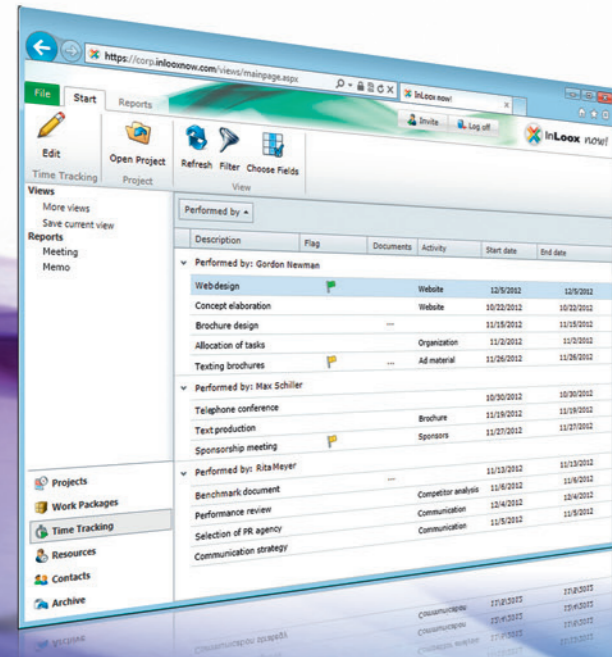 https://corp.inlooxnow.com/views/mainpage.aspx
InLoox now!
File Start Reports
Invite Log off InLoox now!
Edit Open Project Refresh Filter Choose Fields
Time Tracking Project View
Views
More views
Save current view
Reports
Meeting
Memo
Performed by
Description Flag Documents Activity Start date End date
Performed by: Gordon Newman
Webdesign Website 12/5/2012 12/5/2012
Concept elaboration Website 10/22/2012 10/22/2012
Brochure design ... 11/15/2012 11/15/2012
Allocation of tasks Organization 11/2/2012 11/2/2012
Texting brochures ... Ad material 11/26/2012 11/26/2012
Performed by: Max Schiller
Telephone conference 10/30/2012 10/30/2012
Text production Brochure 11/19/2012 11/19/2012
Sponsorship meeting Sponsors 11/27/2012 11/27/2012
Performed by: Rita Meyer
Benchmark document ... 11/13/2012 11/13/2012
Performance review Competitor analysis 11/6/2012 11/6/2012
Selection of PR agency Communication 12/4/2012 12/4/2012
Communication strategy Communication 11/5/2012 11/5/2012
Projects
Work Packages
Time Tracking
Resources
Contacts
Archive